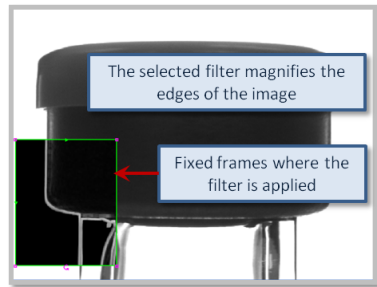 The selected filter magnifies the
edges of the image
Fixed frames where the
filter is applied